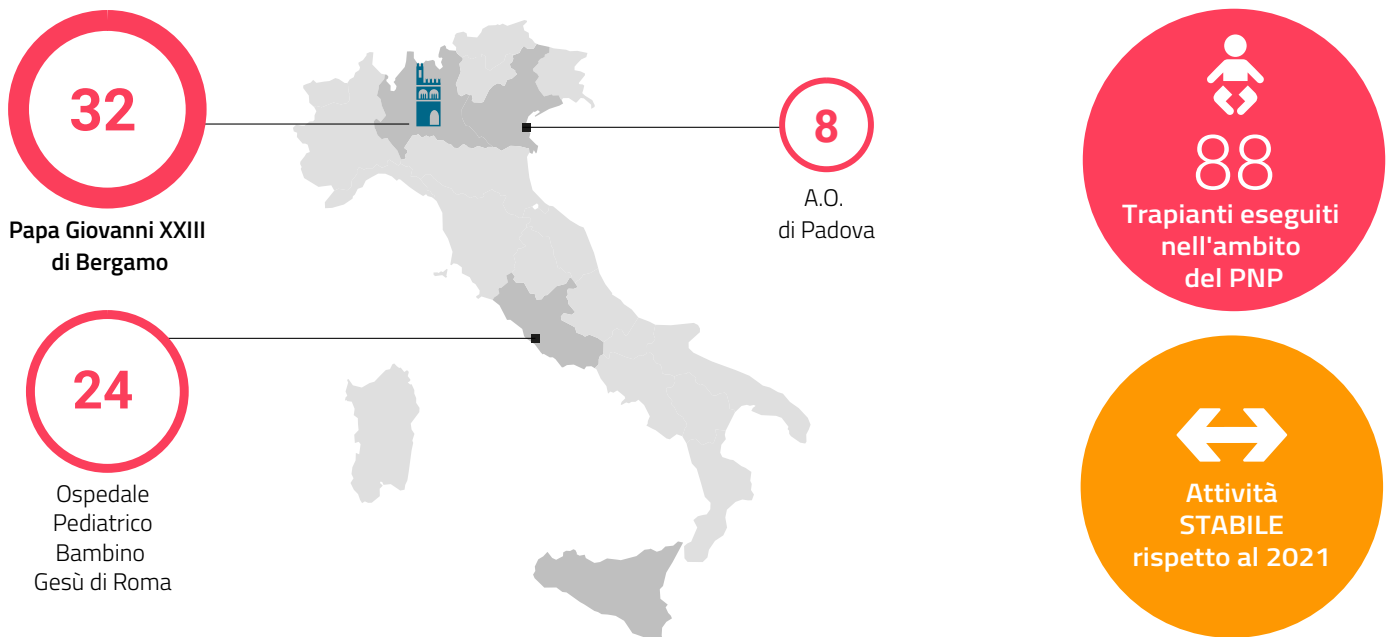 32
Papa Giovanni XXIII
di Bergamo
24
Ospedale
Pediatrico
Bambino
Gesù di Roma
8
A.O.
di Padova
88
Trapianti eseguiti
nell'ambito
del PNP
Attività
STABILE
rispetto al 2021